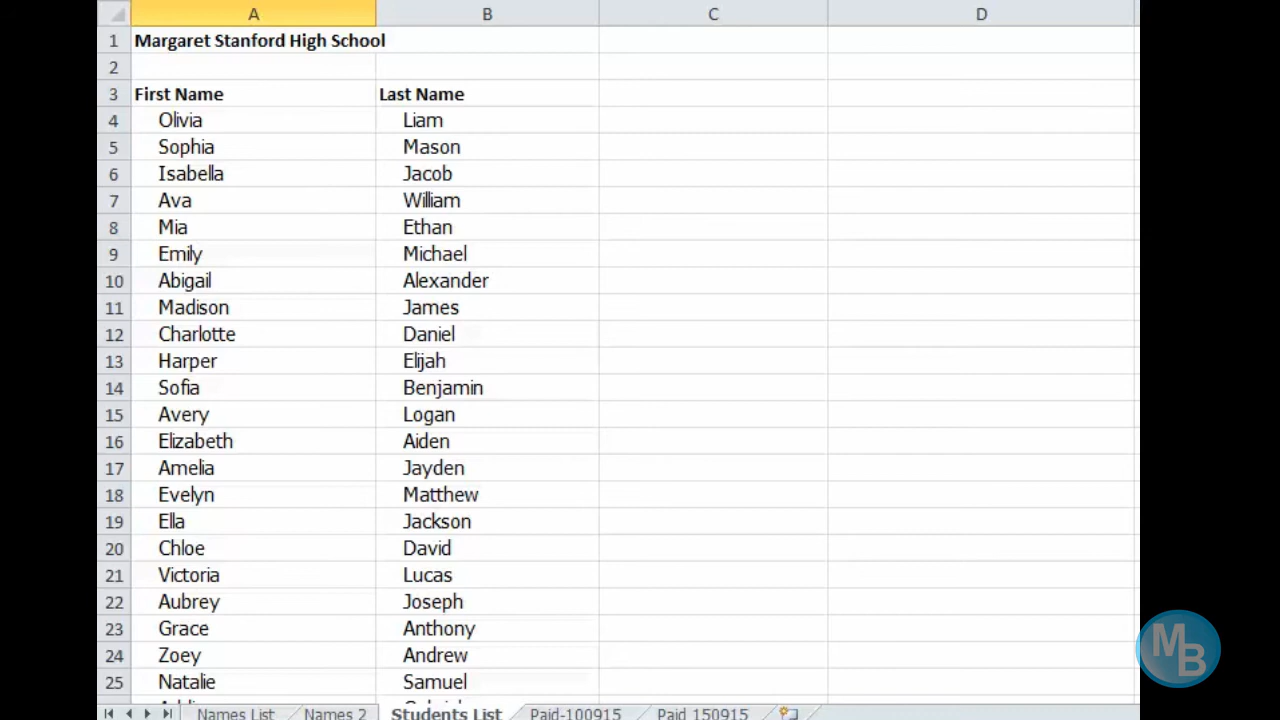 A B C D
1 Margaret Stanford High School
2
3 First Name Last Name
4 Olivia Liam
5 Sophia Mason
6 Isabella Jacob
7 Ava William
8 Mia Ethan
9 Emily Michael
10 Abigail Alexander
11 Madison James
12 Charlotte Daniel
13 Harper Elijah
14 Sofia Benjamin
15 Avery Logan
16 Elizabeth Aiden
17 Amelia Jayden
18 Evelyn Matthew
19 Ella Jackson
20 Chloe David
21 Victoria Lucas
22 Aubrey Joseph
23 Grace Anthony
24 Zoey Andrew
25 Natalie Samuel
Names List Names 2 Students List Paid-100915 Paid 150915
MB